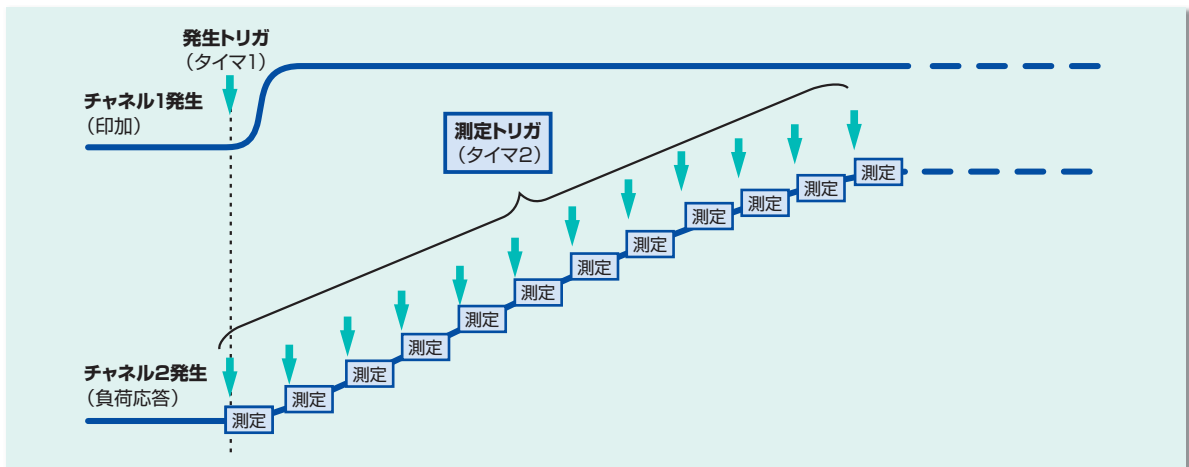 発生トリガ
（タイマ1）
チャネル1発生
（印加）
測定トリガ
（タイマ2）
測定
測定
測定
測定
測定
測定
測定
測定
測定
測定
測定
測定
チャネル2発生
（負荷応答）